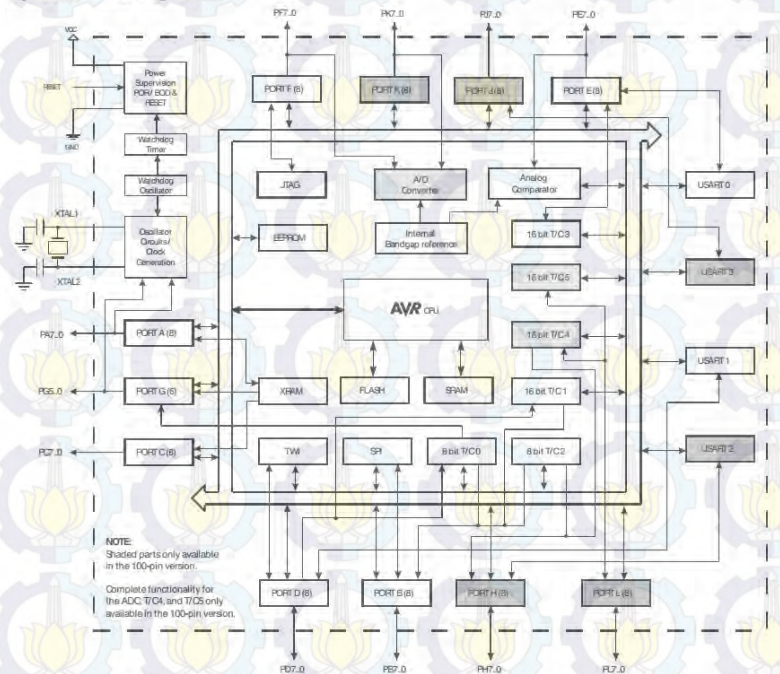 PF7..0
PK7..0
PJ7..0
PE7..0
VCC
RESET
GND
Power
Supervision
POR/ BOD &
RESET
Watchdog
Timer
Watchdog
Oscillator
XTAL1
XTAL2
Oscillator
Circuits/
Clock
Generation
PORT F (8)
PORT K (8)
PORT J (8)
PORT E (8)
JTAG
A/D
Converter
Analog
Comparator
USART 0
EEPROM
Internal
Bandgap reference
16 bit T/C3
16 bit T/C5
USART 3
AVR CPU
16 bit T/C4
PA7..0
PORT A (8)
USART 1
PG5..0
PORT G (6)
XRAM
FLASH
SRAM
16 bit T/C1
PC7..0
PORT C (8)
TWI
SPI
8 bit T/C0
8 bit T/C2
USART 2
NOTE:
Shaded parts only available
in the 100-pin version.
Complete functionality for
the ADC, T/C4, and T/C5 only
available in the 100-pin version.
PORT D (8)
PORT B (8)
PORT H (8)
PORT L (8)
PD7..0
PB7..0
PH7..0
PL7..0